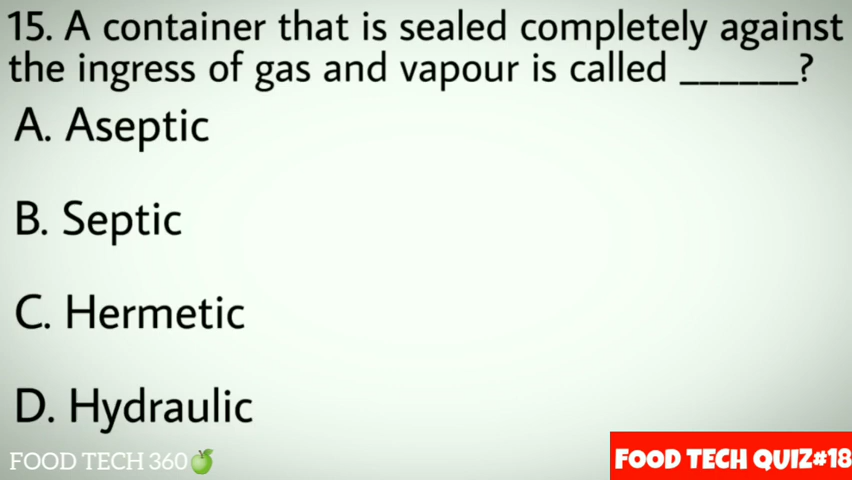 15. A container that is sealed completely against
the ingress of gas and vapour is called ______?
A. Aseptic
B. Septic
C. Hermetic
D. Hydraulic
FOOD TECH 360
FOOD TECH QUIZ#18